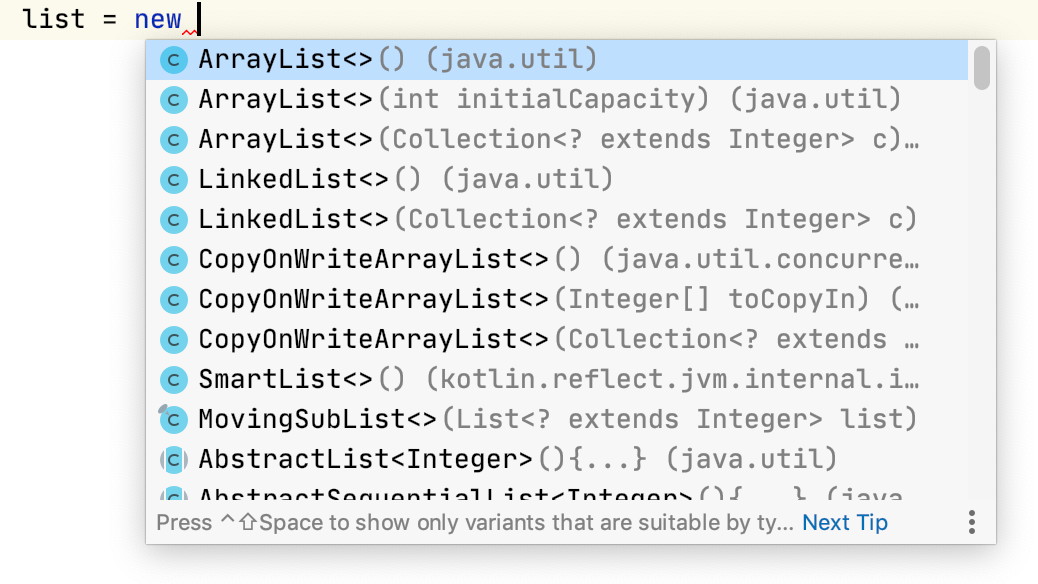 list = new
C ArrayList<>() (java.util)
C ArrayList<>(int initialCapacity) (java.util)
C ArrayList<>(Collection<? extends Integer> c)…
C LinkedList<>() (java.util)
C LinkedList<>(Collection<? extends Integer> c)
C CopyOnWriteArrayList<>() (java.util.concurre…
C CopyOnWriteArrayList<>(Integer[] toCopyIn) (…
C CopyOnWriteArrayList<>(Collection<? extends …
C SmartList<>() (kotlin.reflect.jvm.internal.i…
C MovingSubList<>(List<? extends Integer> list)
C AbstractList<Integer>(){...} (java.util)
C AbstractSequentialList<Integer>(){...} (java
Press ^⇧Space to show only variants that are suitable by ty... Next Tip